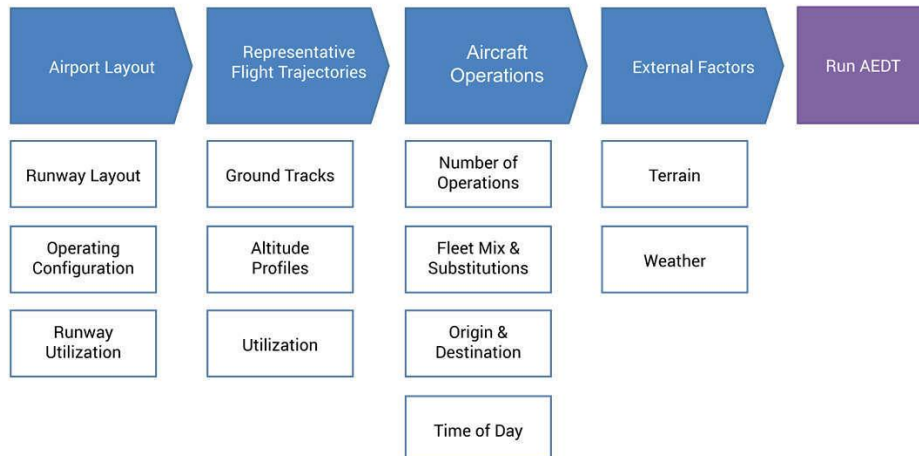 Airport Layout
Representative
Flight Trajectories
Aircraft
Operations
External Factors
Run AEDT
Runway Layout
Ground Tracks
Number of
Operations
Terrain
Operating
Configuration
Altitude
Profiles
Fleet Mix &
Substitutions
Weather
Runway
Utilization
Utilization
Origin &
Destination
Time of Day